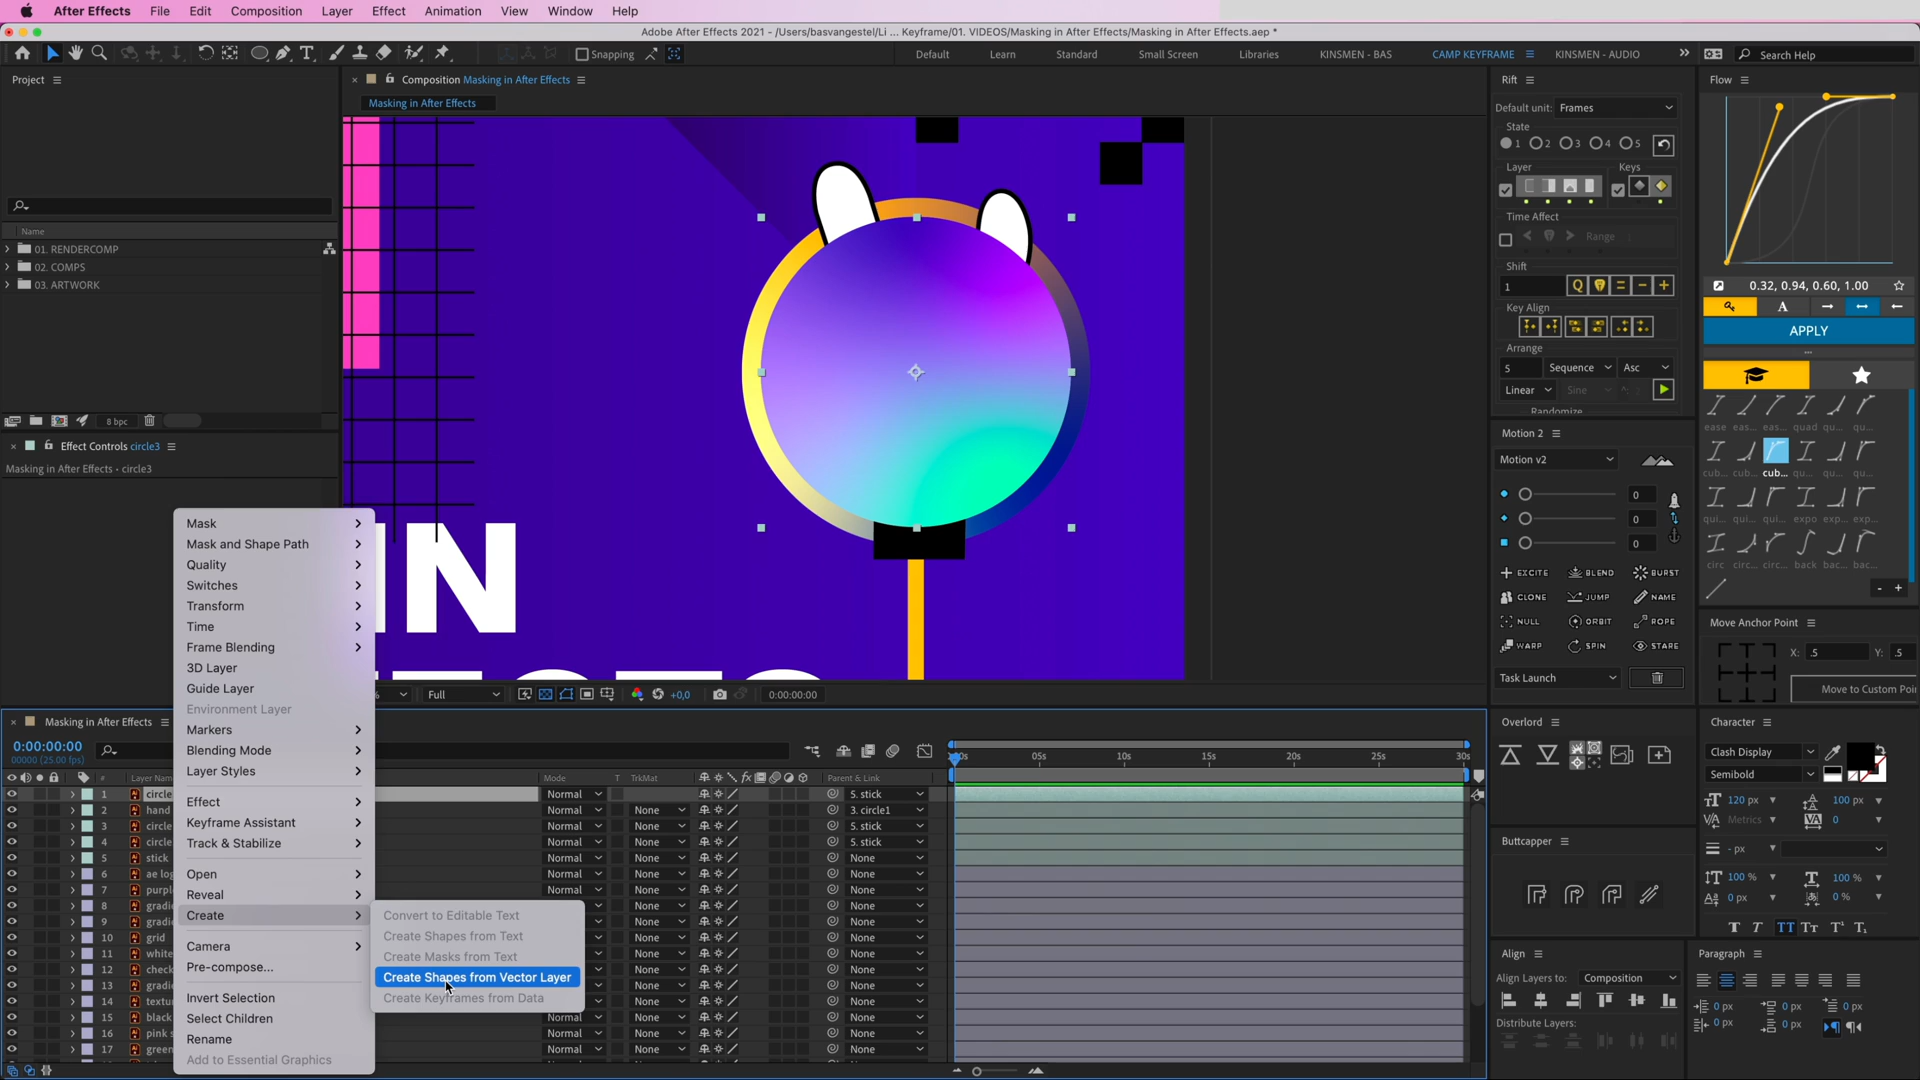 After Effects File Edit Composition Layer Effect Animation View Window Help
Adobe After Effects 2021 - /Users/basvangestel/Li ... Keyframe/01. VIDEOS/Masking in After Effects/Masking in After Effects.aep *
Snapping Default Learn Standard Small Screen Libraries KINSMEN - BAS CAMP KEYFRAME KINSMEN - AUDIO Search Help
Project
Composition Masking in After Effects
Masking in After Effects
Name
01. RENDERCOMP
02. COMPS
03. ARTWORK
8 bpc
Effect Controls circle3
Masking in After Effects • circle3
IN
Full +0,0 0:00:00:00
Mask
Mask and Shape Path
Quality
Switches
Transform
Time
Frame Blending
3D Layer
Guide Layer
Environment Layer
Markers
Blending Mode
Layer Styles
Effect
Keyframe Assistant
Track & Stabilize
Open
Reveal
Create
Camera
Pre-compose...
Invert Selection
Select Children
Rename
Add to Essential Graphics
Convert to Editable Text
Create Shapes from Text
Create Masks from Text
Create Shapes from Vector Layer
Create Keyframes from Data
Masking in After Effects
0:00:00:00
00000 (25.00 fps)
# Layer Nam Mode T TrkMat Parent & Link
05s 10s 15s 20s 25s 30s
1 circle Normal 5. stick
2 hand Normal None 3. circle1
3 circle Normal None 5. stick
4 circle Normal None 5. stick
5 stick Normal None None
6 ae log Normal None None
7 purpl Normal None None
8 gradi None None
9 gradi None None
10 grid None None
11 white None None
12 check None None
13 gradi None None
14 textur None None
15 black Normal None None
16 pink s Normal None None
17 green Normal None None
Rift
Default unit: Frames
State
1 2 3 4 5
Layer Keys
Time Affect
Range
Shift
1 Q = − +
Key Align
Arrange
5 Sequence Asc
Linear Sine
Randomize
Motion 2
Motion v2
0
0
0
EXCITE BLEND BURST
CLONE JUMP NAME
NULL ORBIT ROPE
WARP SPIN STARE
Task Launch
Overlord
Buttcapper
Align
Align Layers to: Composition
Distribute Layers:
Flow
0.32, 0.94, 0.60, 1.00
A
APPLY
ease eas... eas... quad qu... qu...
cub... cub... cub... qu... qu... qu...
qui... qui... qui... expo exp... exp...
circ circ... circ... back bac... bac...
- +
Move Anchor Point
X: .5 Y: .5
Move to Custom Poi
Character
Clash Display
Semibold
120 px 100 px
Metrics 0
- px
100 % 100 %
0 px 0 %
T T TT Tt T¹ T₁
Paragraph
0 px 0 px 0 px
0 px 0 px